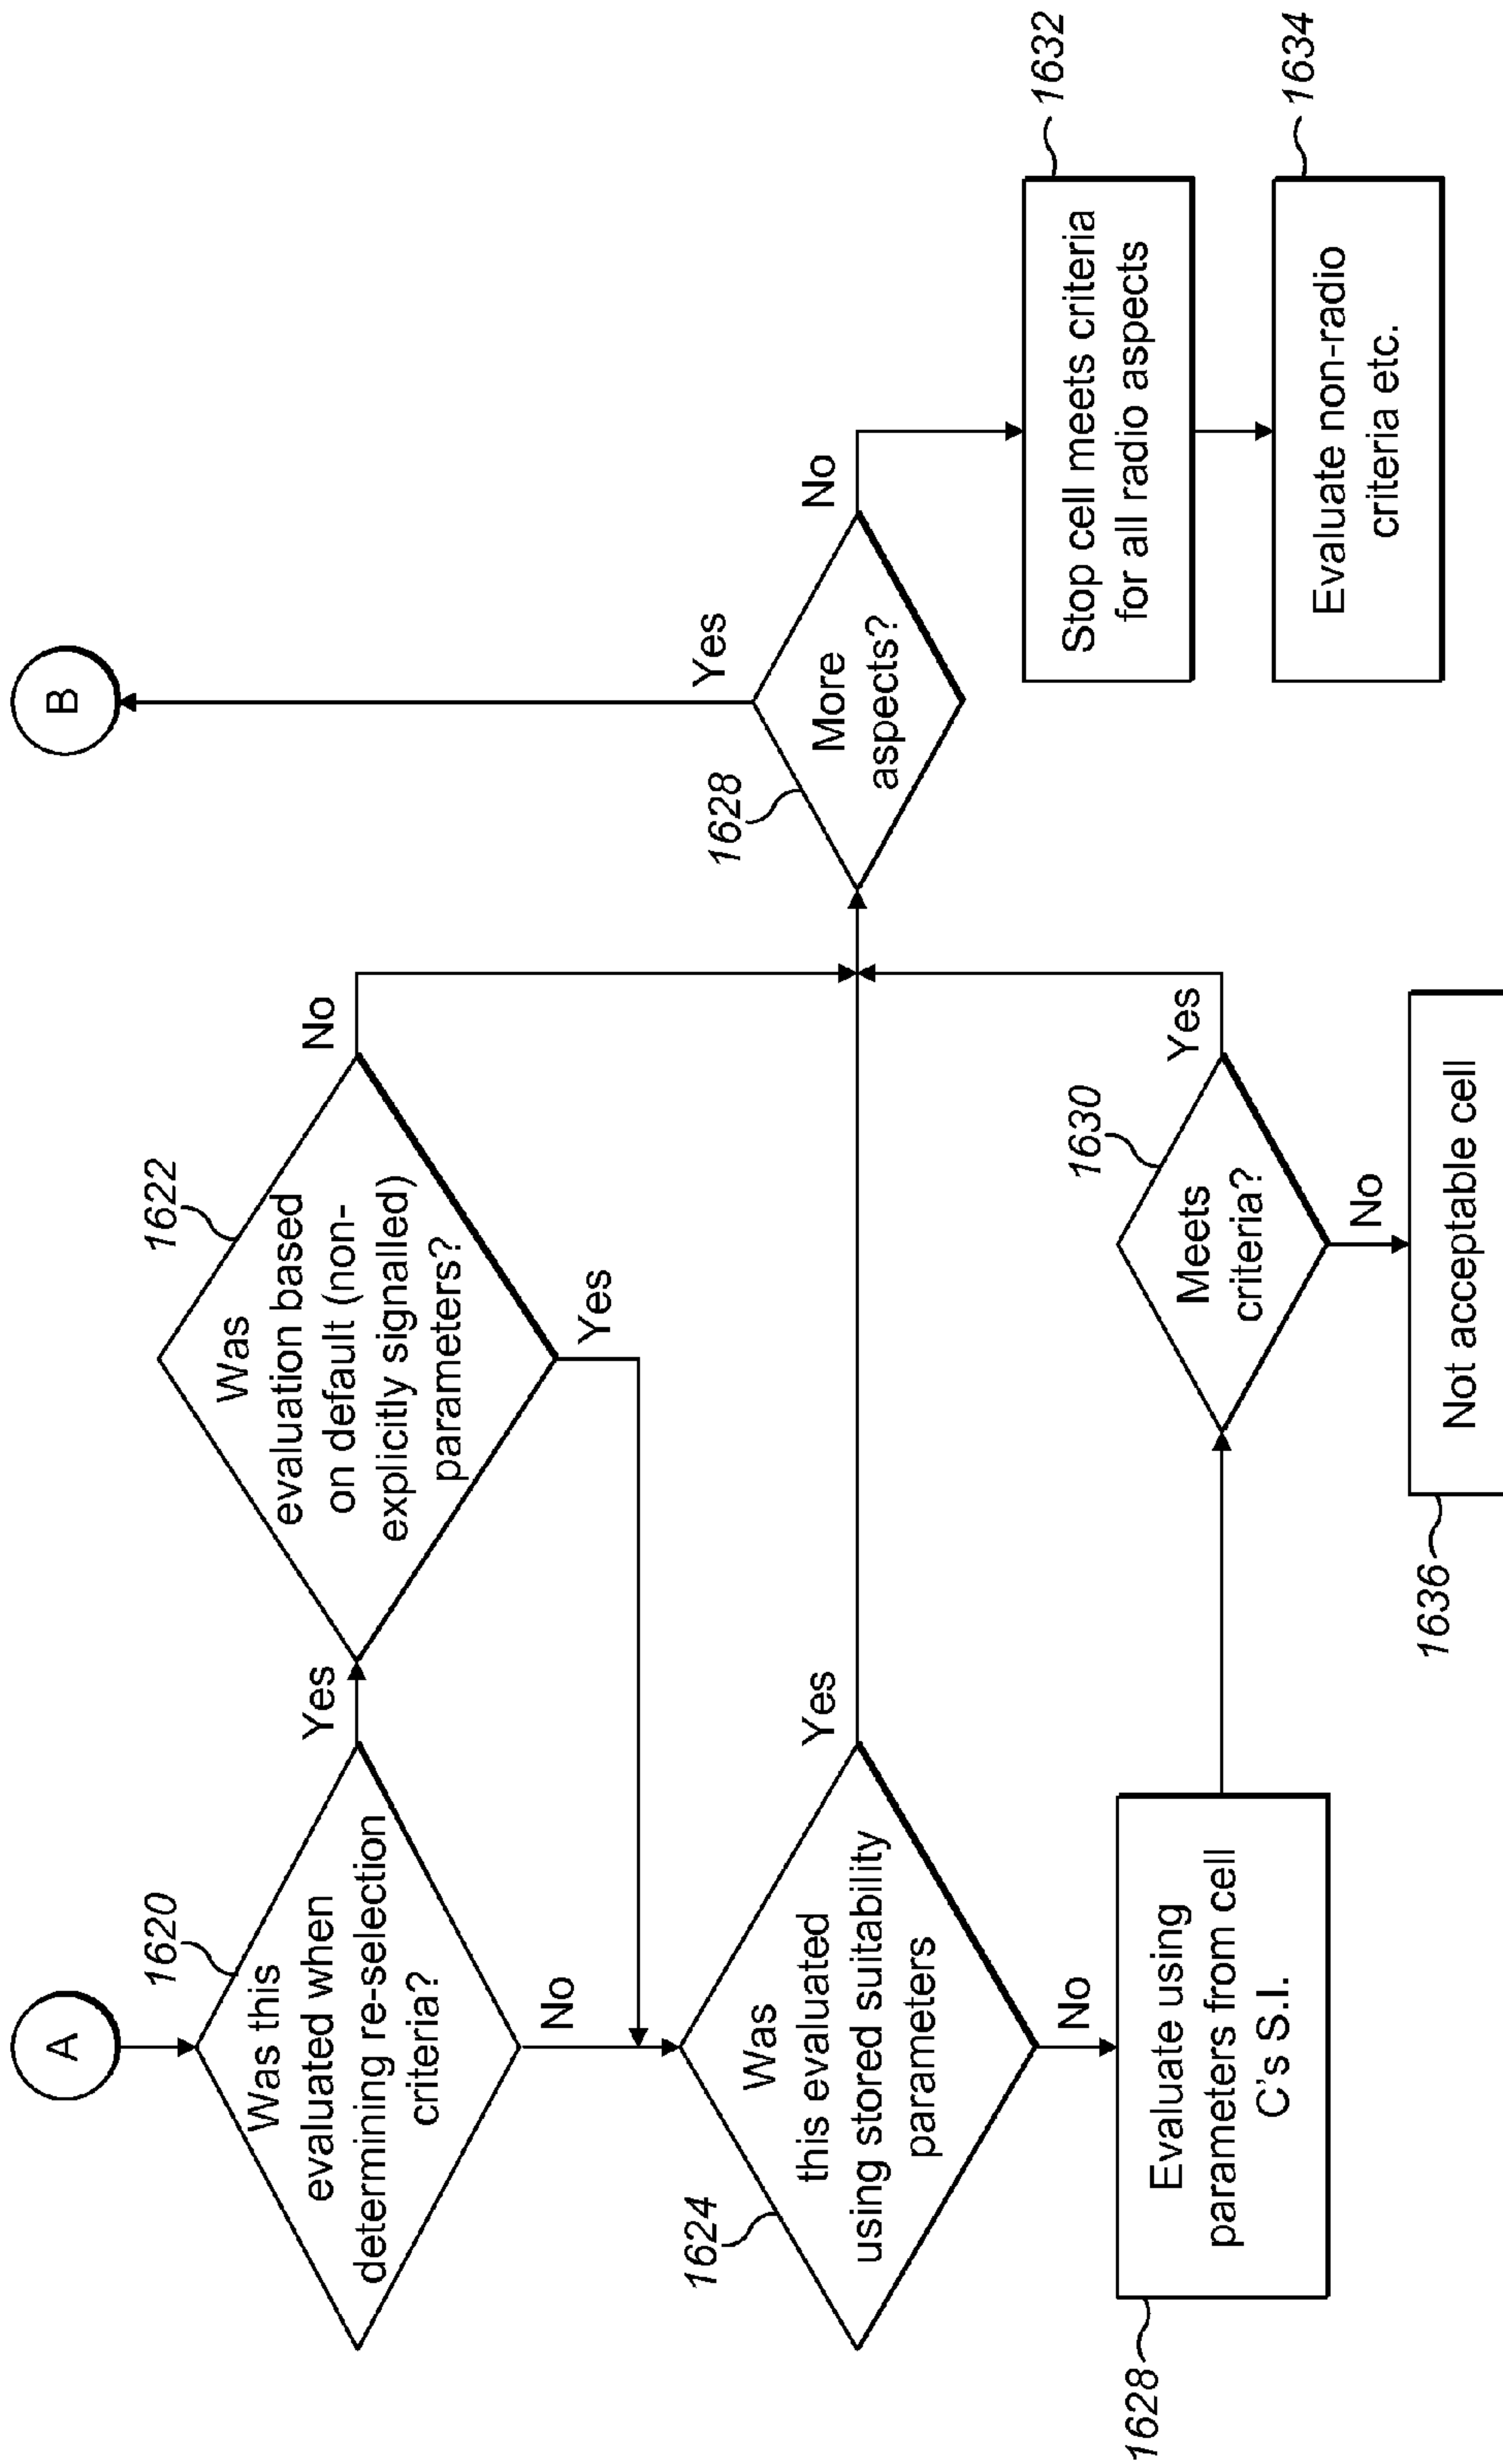 A
B
1620
Was this
evaluated when
determining re-selection
criteria?
Yes
No
1622
Was
evaluation based
on default (non-
explicitly signalled)
parameters?
No
Yes
1624
Was
this evaluated
using stored suitability
parameters
Yes
No
1628
More
aspects?
Yes
No
1632
Stop cell meets criteria
for all radio aspects
1634
Evaluate non-radio
criteria etc.
1628
Evaluate using
parameters from cell
C's S.I.
1630
Meets
criteria?
Yes
No
1636
Not acceptable cell